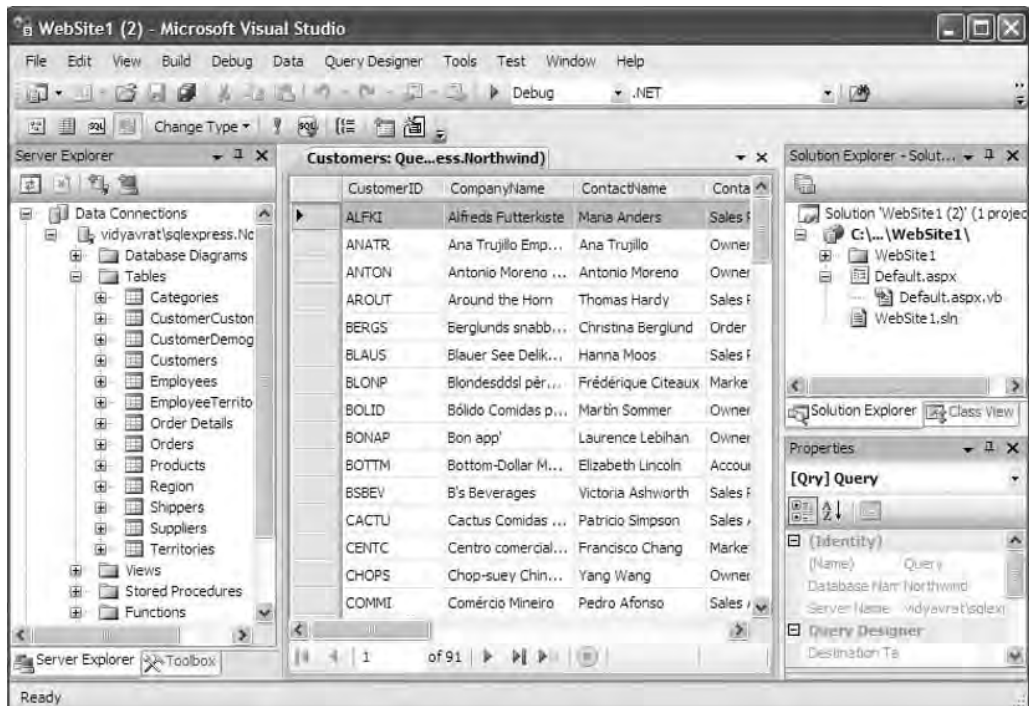 WebSite1 (2) - Microsoft Visual Studio
File Edit View Build Debug Data Query Designer Tools Test Window Help
Debug .NET
Change Type
Server Explorer
Data Connections
vidyavrat\sqlexpress.Nc
Database Diagrams
Tables
Categories
CustomerCuston
CustomerDemog
Customers
Employees
EmployeeTerrito
Order Details
Orders
Products
Region
Shippers
Suppliers
Territories
Views
Stored Procedures
Functions
Server Explorer Toolbox
Customers: Que...ess.Northwind)
CustomerID CompanyName ContactName Conta
ALFKI Alfreds Futterkiste Maria Anders Sales R
ANATR Ana Trujillo Emp... Ana Trujillo Owner
ANTON Antonio Moreno ... Antonio Moreno Owner
AROUT Around the Horn Thomas Hardy Sales R
BERGS Berglunds snabb... Christina Berglund Order
BLAUS Blauer See Delik... Hanna Moos Sales R
BLONP Blondesddsl pèr... Frédérique Citeaux Marke
BOLID Bólido Comidas p... Martín Sommer Owner
BONAP Bon app' Laurence Lebihan Owner
BOTTM Bottom-Dollar M... Elizabeth Lincoln Accou
BSBEV B's Beverages Victoria Ashworth Sales R
CACTU Cactus Comidas ... Patricio Simpson Sales
CENTC Centro comercial... Francisco Chang Marke
CHOPS Chop-suey Chin... Yang Wang Owner
COMMI Comércio Mineiro Pedro Afonso Sales
1 of 91
Solution Explorer - Solut...
Solution 'WebSite1 (2)' (1 projec
C:\...\WebSite1\
WebSite1
Default.aspx
Default.aspx.vb
WebSite1.sln
Solution Explorer Class View
Properties
[Qry] Query
(Identity)
(Name) Query
Database Nam Northwind
Server Name vidyavrat\sqlex
Query Designer
Destination Ta
Ready